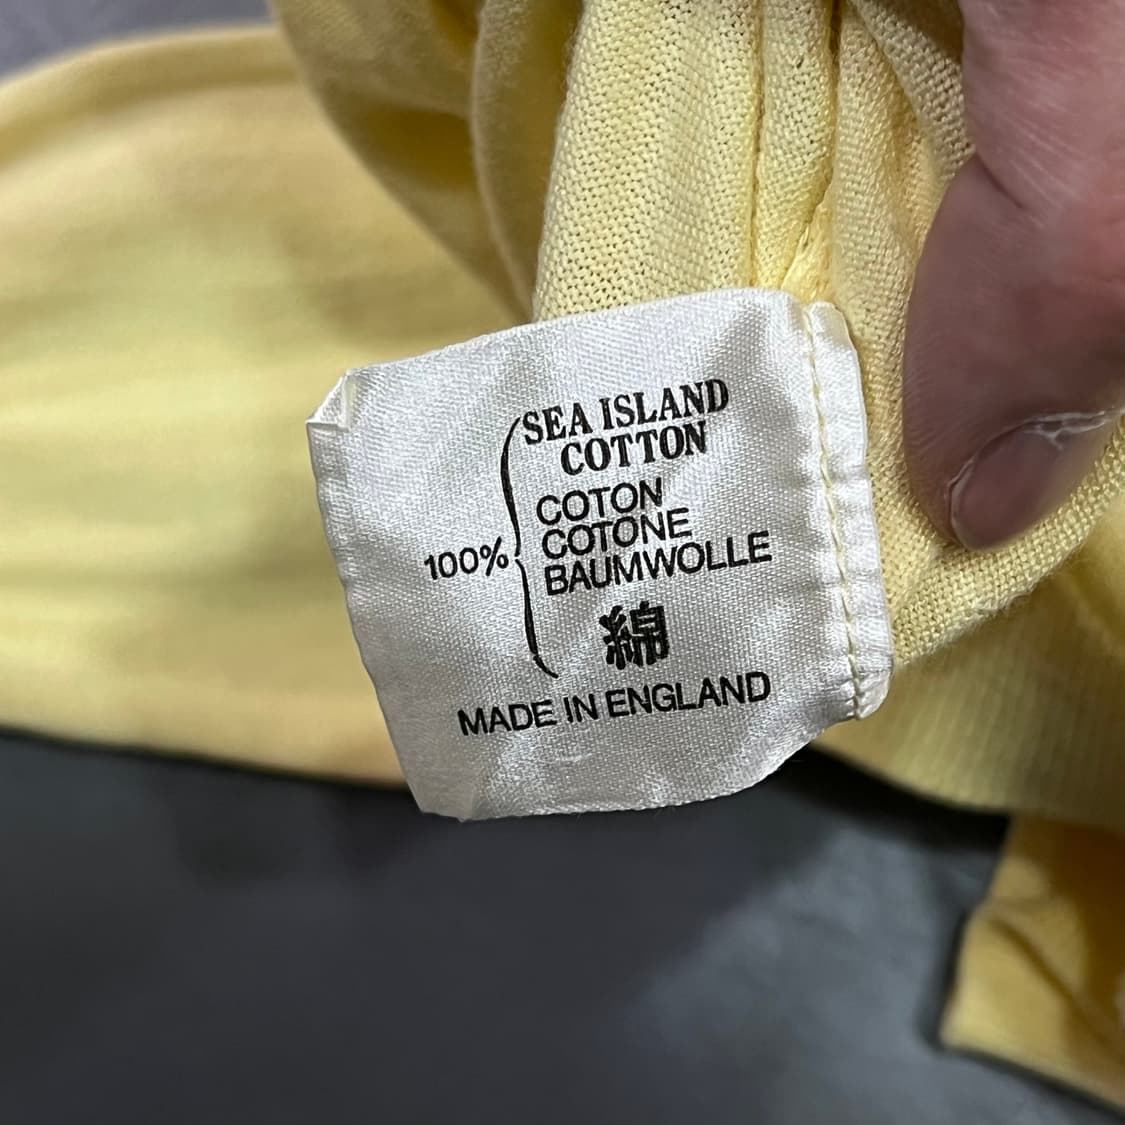 SEA ISLAND
COTTON
COTON
COTONE
100%
BAUMWOLLE
綿
MADE IN ENGLAND